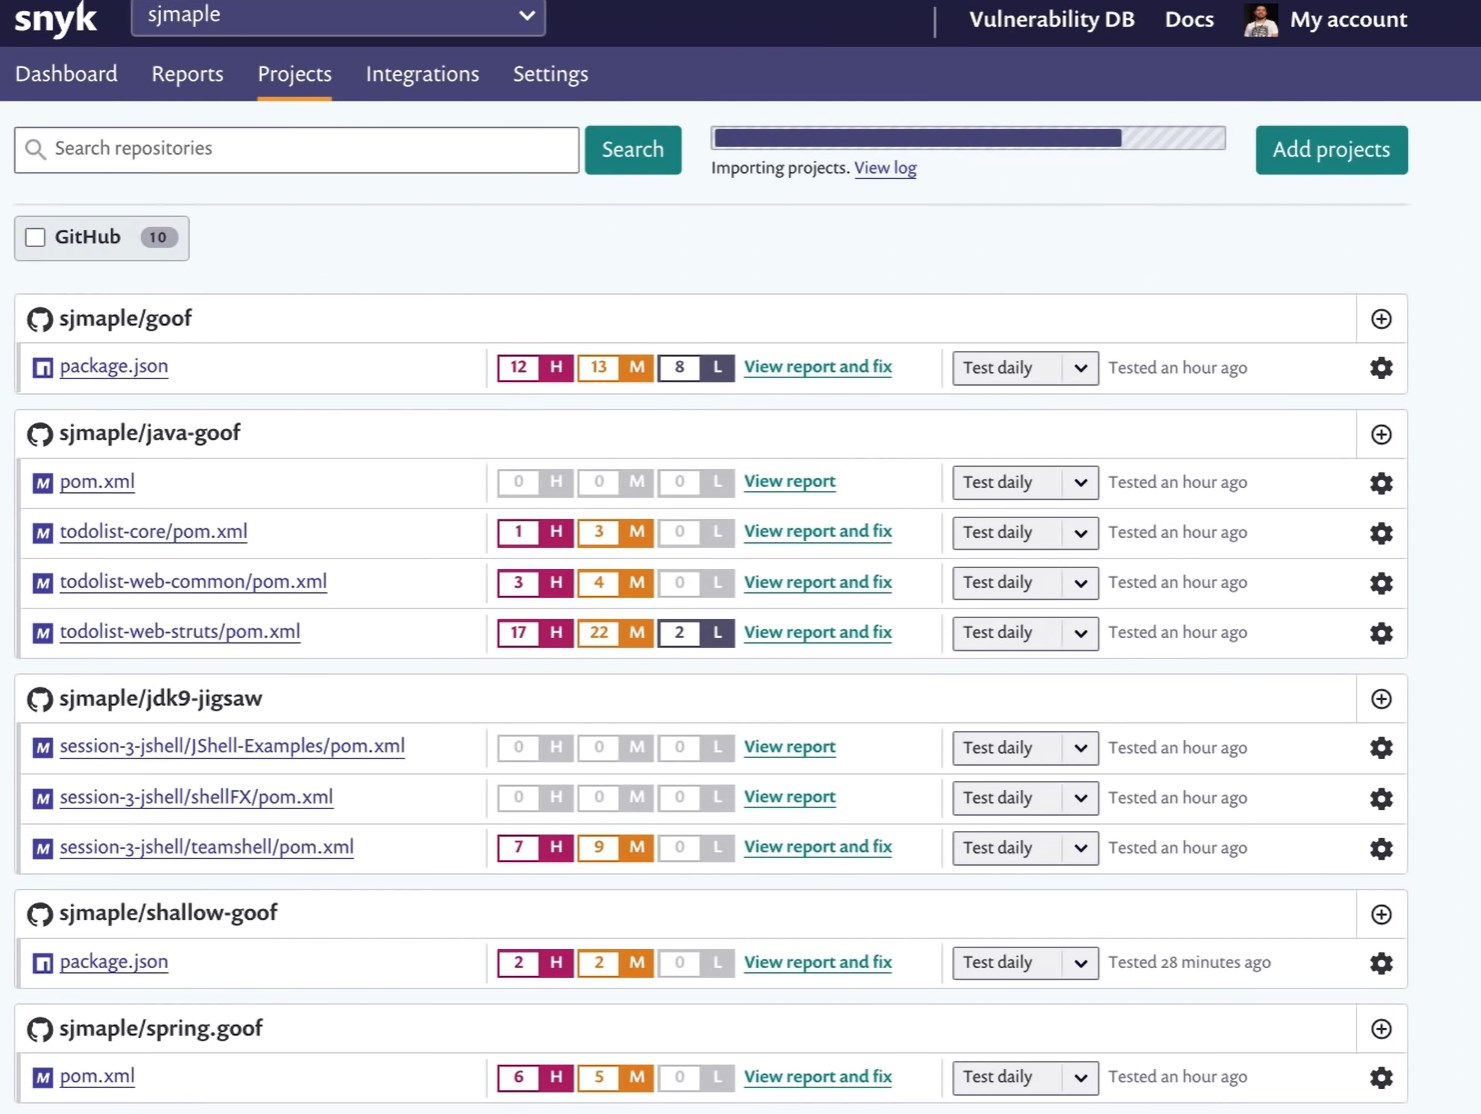 snyk
sjmaple
Vulnerability DB
Docs
My account
Dashboard
Reports
Projects
Integrations
Settings
Search repositories
Search
Importing projects. View log
Add projects
GitHub 10
sjmaple/goof
package.json
12 H 13 M 8 L
View report and fix
Test daily
Tested an hour ago
sjmaple/java-goof
M pom.xml
0 H 0 M 0 L
View report
Test daily
Tested an hour ago
M todolist-core/pom.xml
1 H 3 M 0 L
View report and fix
Test daily
Tested an hour ago
M todolist-web-common/pom.xml
3 H 4 M 0 L
View report and fix
Test daily
Tested an hour ago
M todolist-web-struts/pom.xml
17 H 22 M 2 L
View report and fix
Test daily
Tested an hour ago
sjmaple/jdk9-jigsaw
M session-3-jshell/JShell-Examples/pom.xml
0 H 0 M 0 L
View report
Test daily
Tested an hour ago
M session-3-jshell/shellFX/pom.xml
0 H 0 M 0 L
View report
Test daily
Tested an hour ago
M session-3-jshell/teamshell/pom.xml
7 H 9 M 0 L
View report and fix
Test daily
Tested an hour ago
sjmaple/shallow-goof
package.json
2 H 2 M 0 L
View report and fix
Test daily
Tested 28 minutes ago
sjmaple/spring.goof
M pom.xml
6 H 5 M 0 L
View report and fix
Test daily
Tested an hour ago